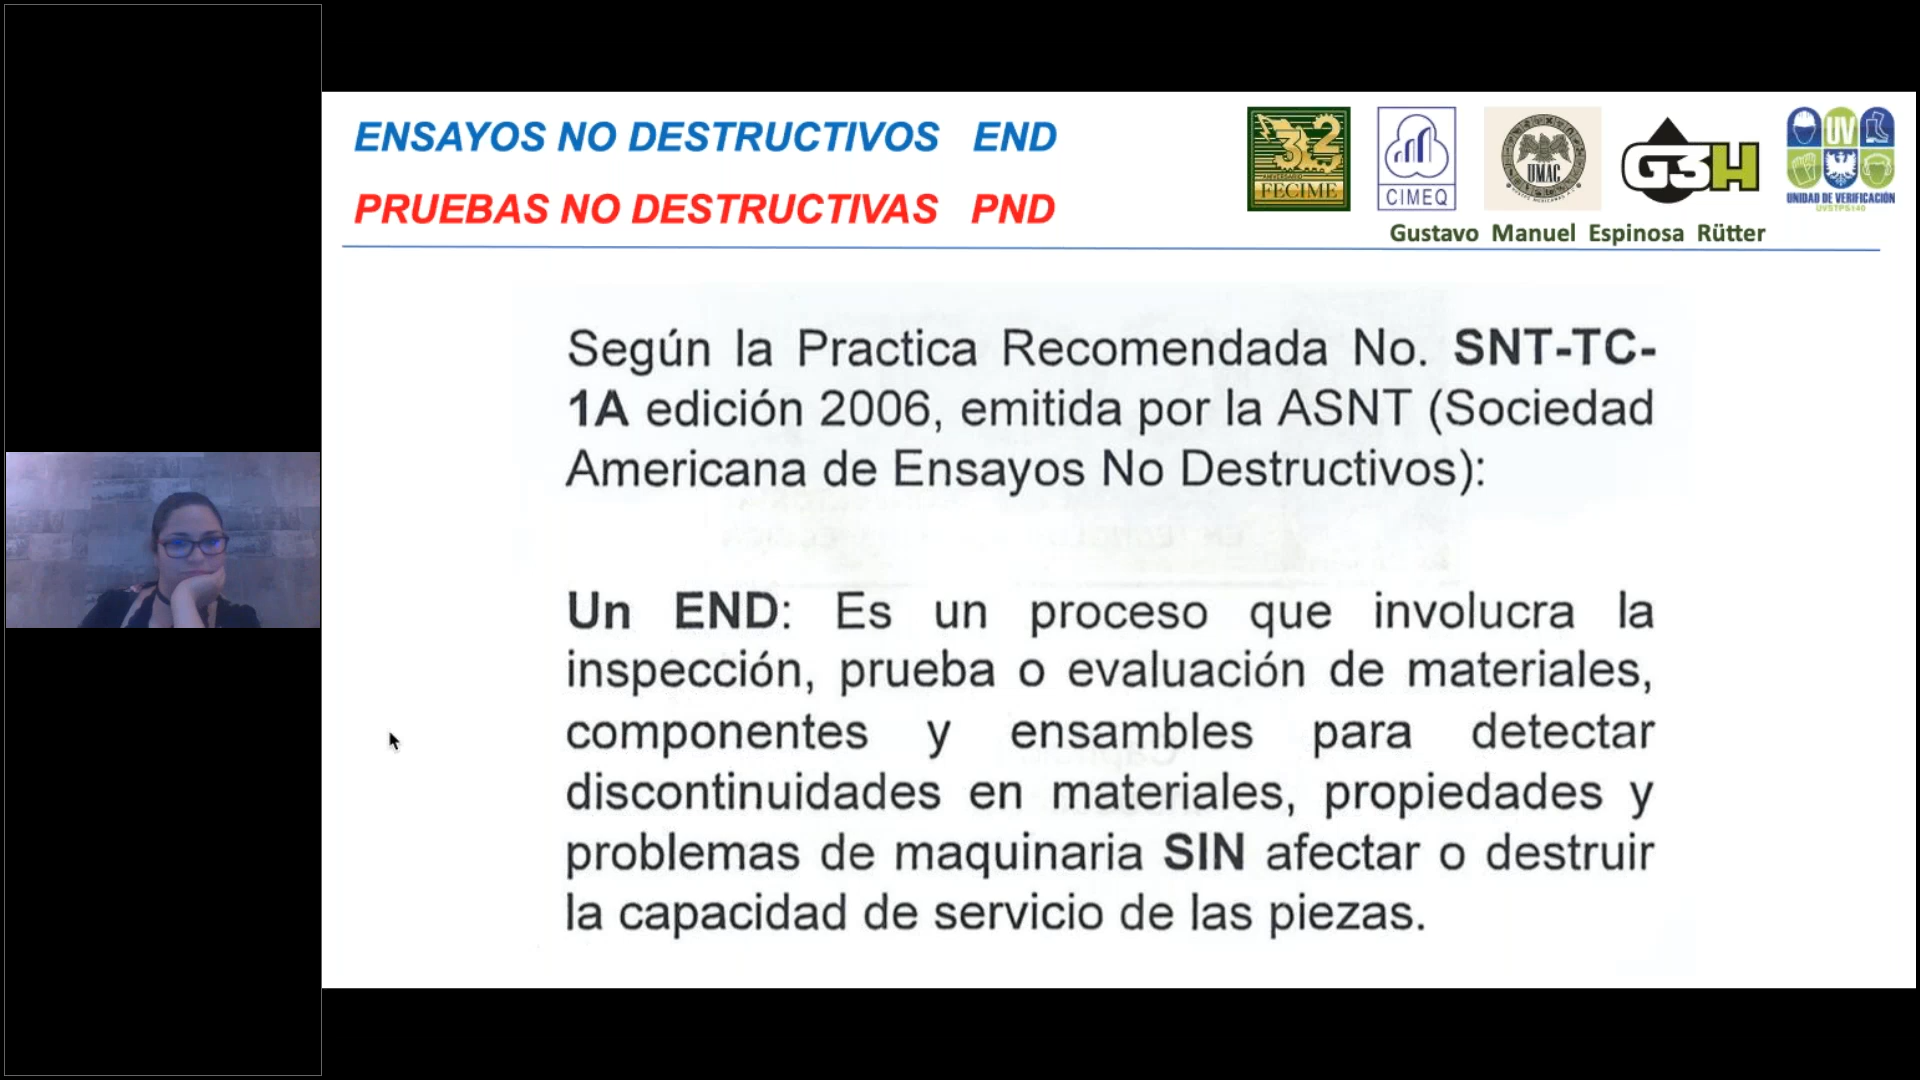 ENSAYOS NO DESTRUCTIVOS END
PRUEBAS NO DESTRUCTIVAS PND
32
FECIME
CIMEQ
UMAC
G3H
UV
UNIDAD DE VERIFICACIÓN
UVSTPS140
Gustavo Manuel Espinosa Rütter
Según la Practica Recomendada No. SNT-TC-
1A edición 2006, emitida por la ASNT (Sociedad
Americana de Ensayos No Destructivos):
Un END: Es un proceso que involucra la
inspección, prueba o evaluación de materiales,
componentes y ensambles para detectar
discontinuidades en materiales, propiedades y
problemas de maquinaria SIN afectar o destruir
la capacidad de servicio de las piezas.